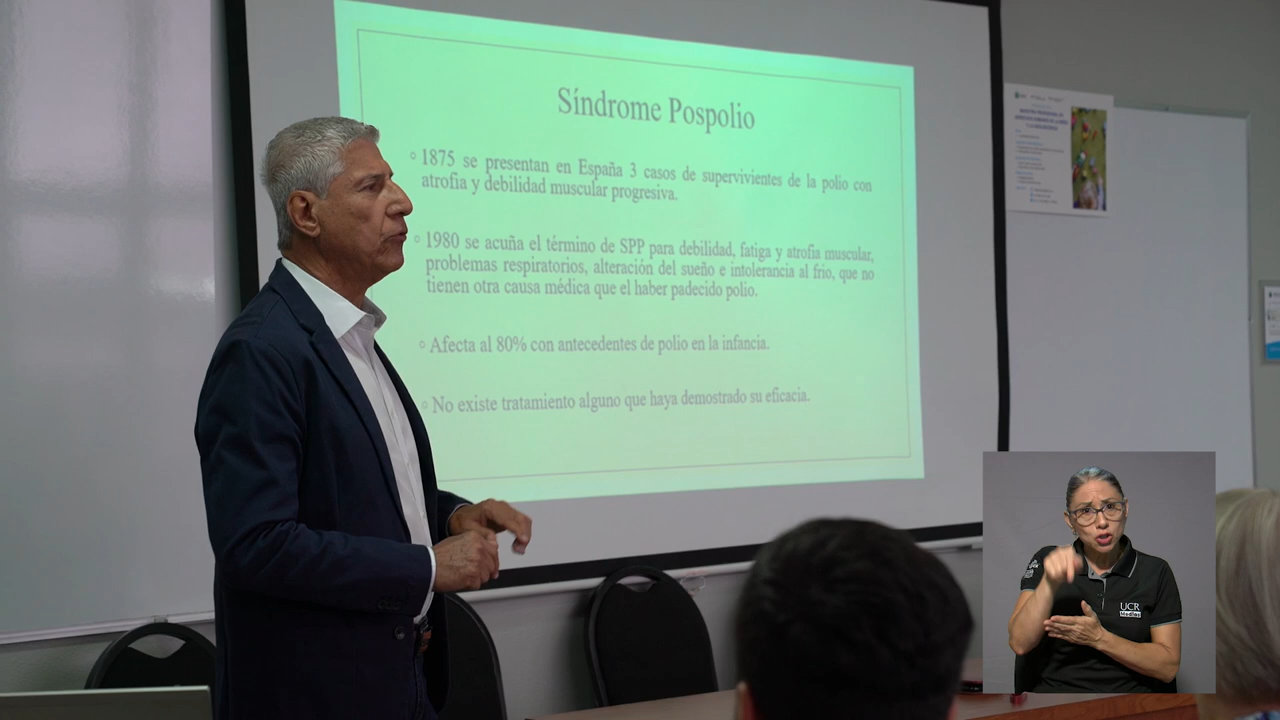 Síndrome Pospolio
1875 se presentan en España 3 casos de supervivientes de la polio con
atrofia y debilidad muscular progresiva.
1980 se acuña el término de SPP para debilidad, fatiga y atrofia muscular,
problemas respiratorios, alteración del sueño e intolerancia al frio, que no
tienen otra causa médica que el haber padecido polio.
Afecta al 80% con antecedentes de polio en la infancia.
No existe tratamiento alguno que haya demostrado su eficacia.
UCR
Medios